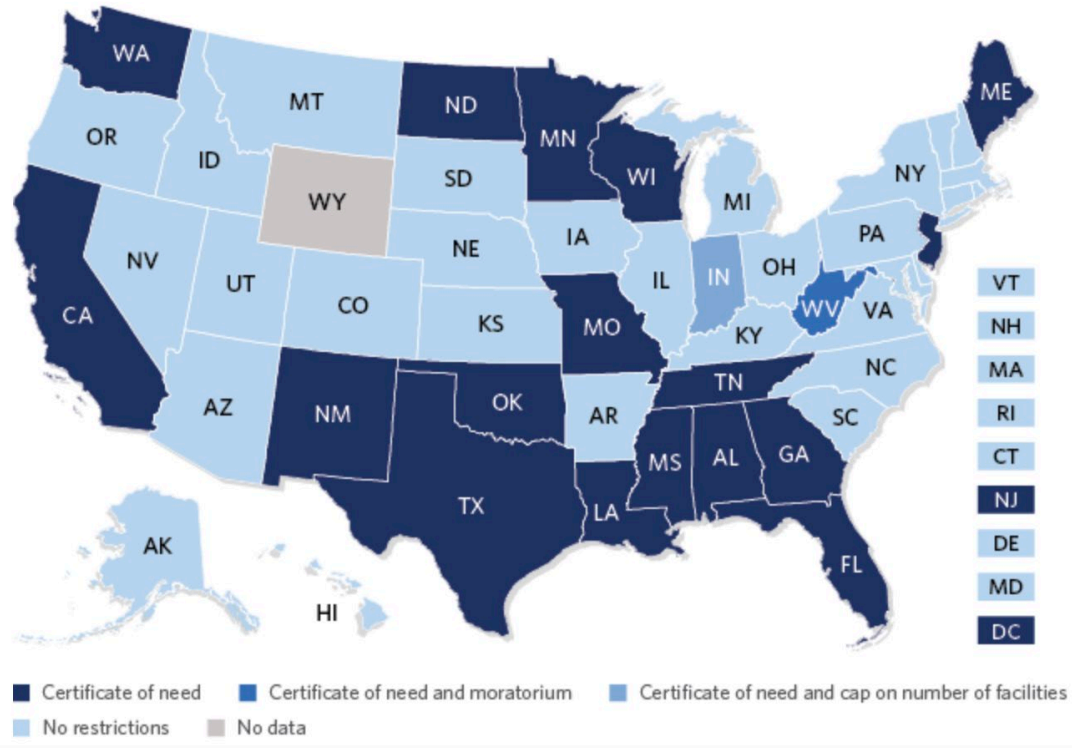 WA
ME
MT
ND
MN
OR
ID
SD
WI
NY
WY
MI
IA
PA
NE
NV
OH
IL
IN
UT
CO
VT
WV
VA
CA
KS
MO
KY
NH
NC
MA
TN
AZ
OK
NM
AR
SC
RI
MS
AL
GA
CT
TX
LA
NJ
AK
DE
FL
MD
HI
DC
Certificate of need
Certificate of need and moratorium
Certificate of need and cap on number of facilities
No restrictions
No data